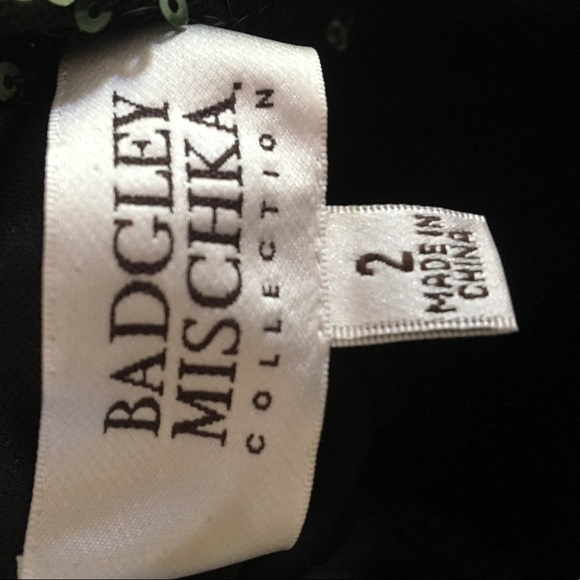 BADGLEY
MISCHKA.
COLLECTION
2
MADE IN
CHINA